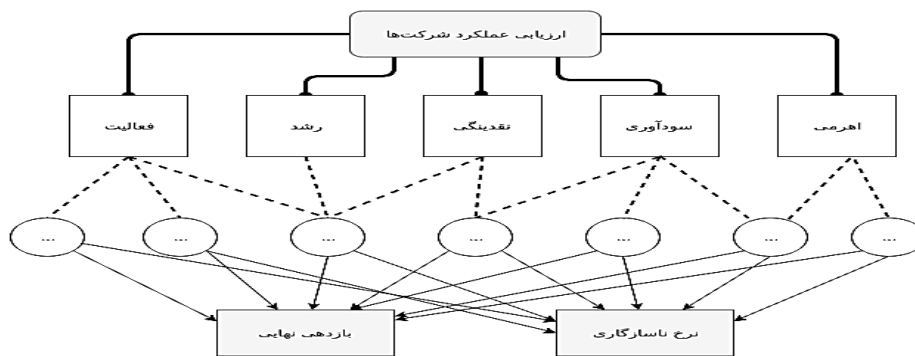 ارزیابی عملکرد شرکت‌ها
اهرمی
سودآوری
نقدینگی
رشد
فعالیت
...
...
...
...
...
...
...
نرخ ناسازگاری
بازدهی نهایی